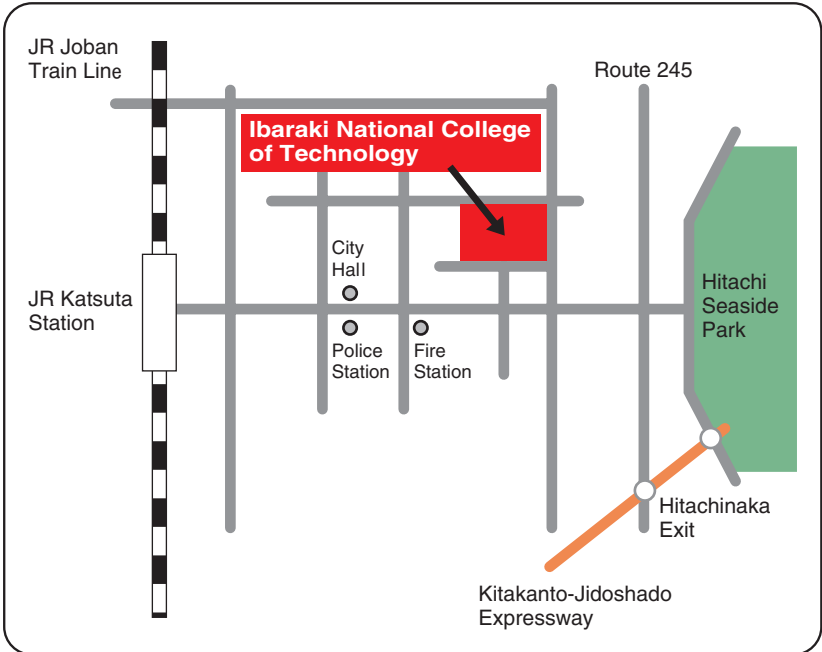 JR Joban
Train Line
Route 245
Ibaraki National College
of Technology
City
Hall
JR Katsuta
Station
Hitachi
Seaside
Park
Police
Station
Fire
Station
Hitachinaka
Exit
Kitakanto-Jidoshado
Expressway